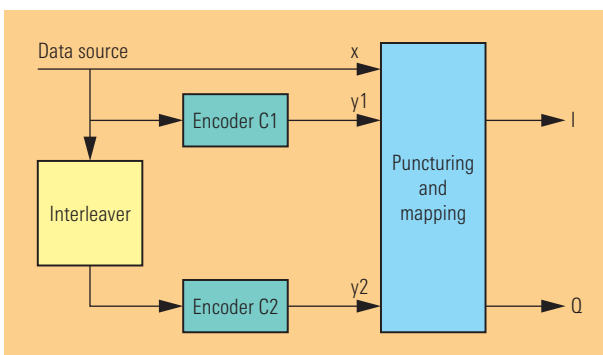 Data source
x
y1
Encoder C1
I
Puncturing
and
mapping
Interleaver
y2
Encoder C2
Q